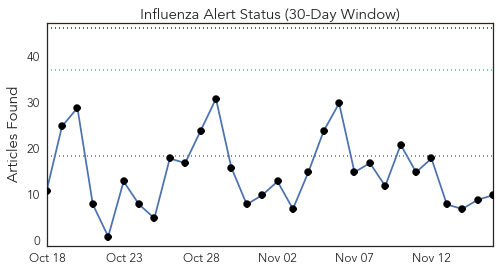 Influenza Alert Status (30-Day Window)
Articles Found
40
30
20
10
0
Oct 18 Oct 23 Oct 28 Nov 02 Nov 07 Nov 12